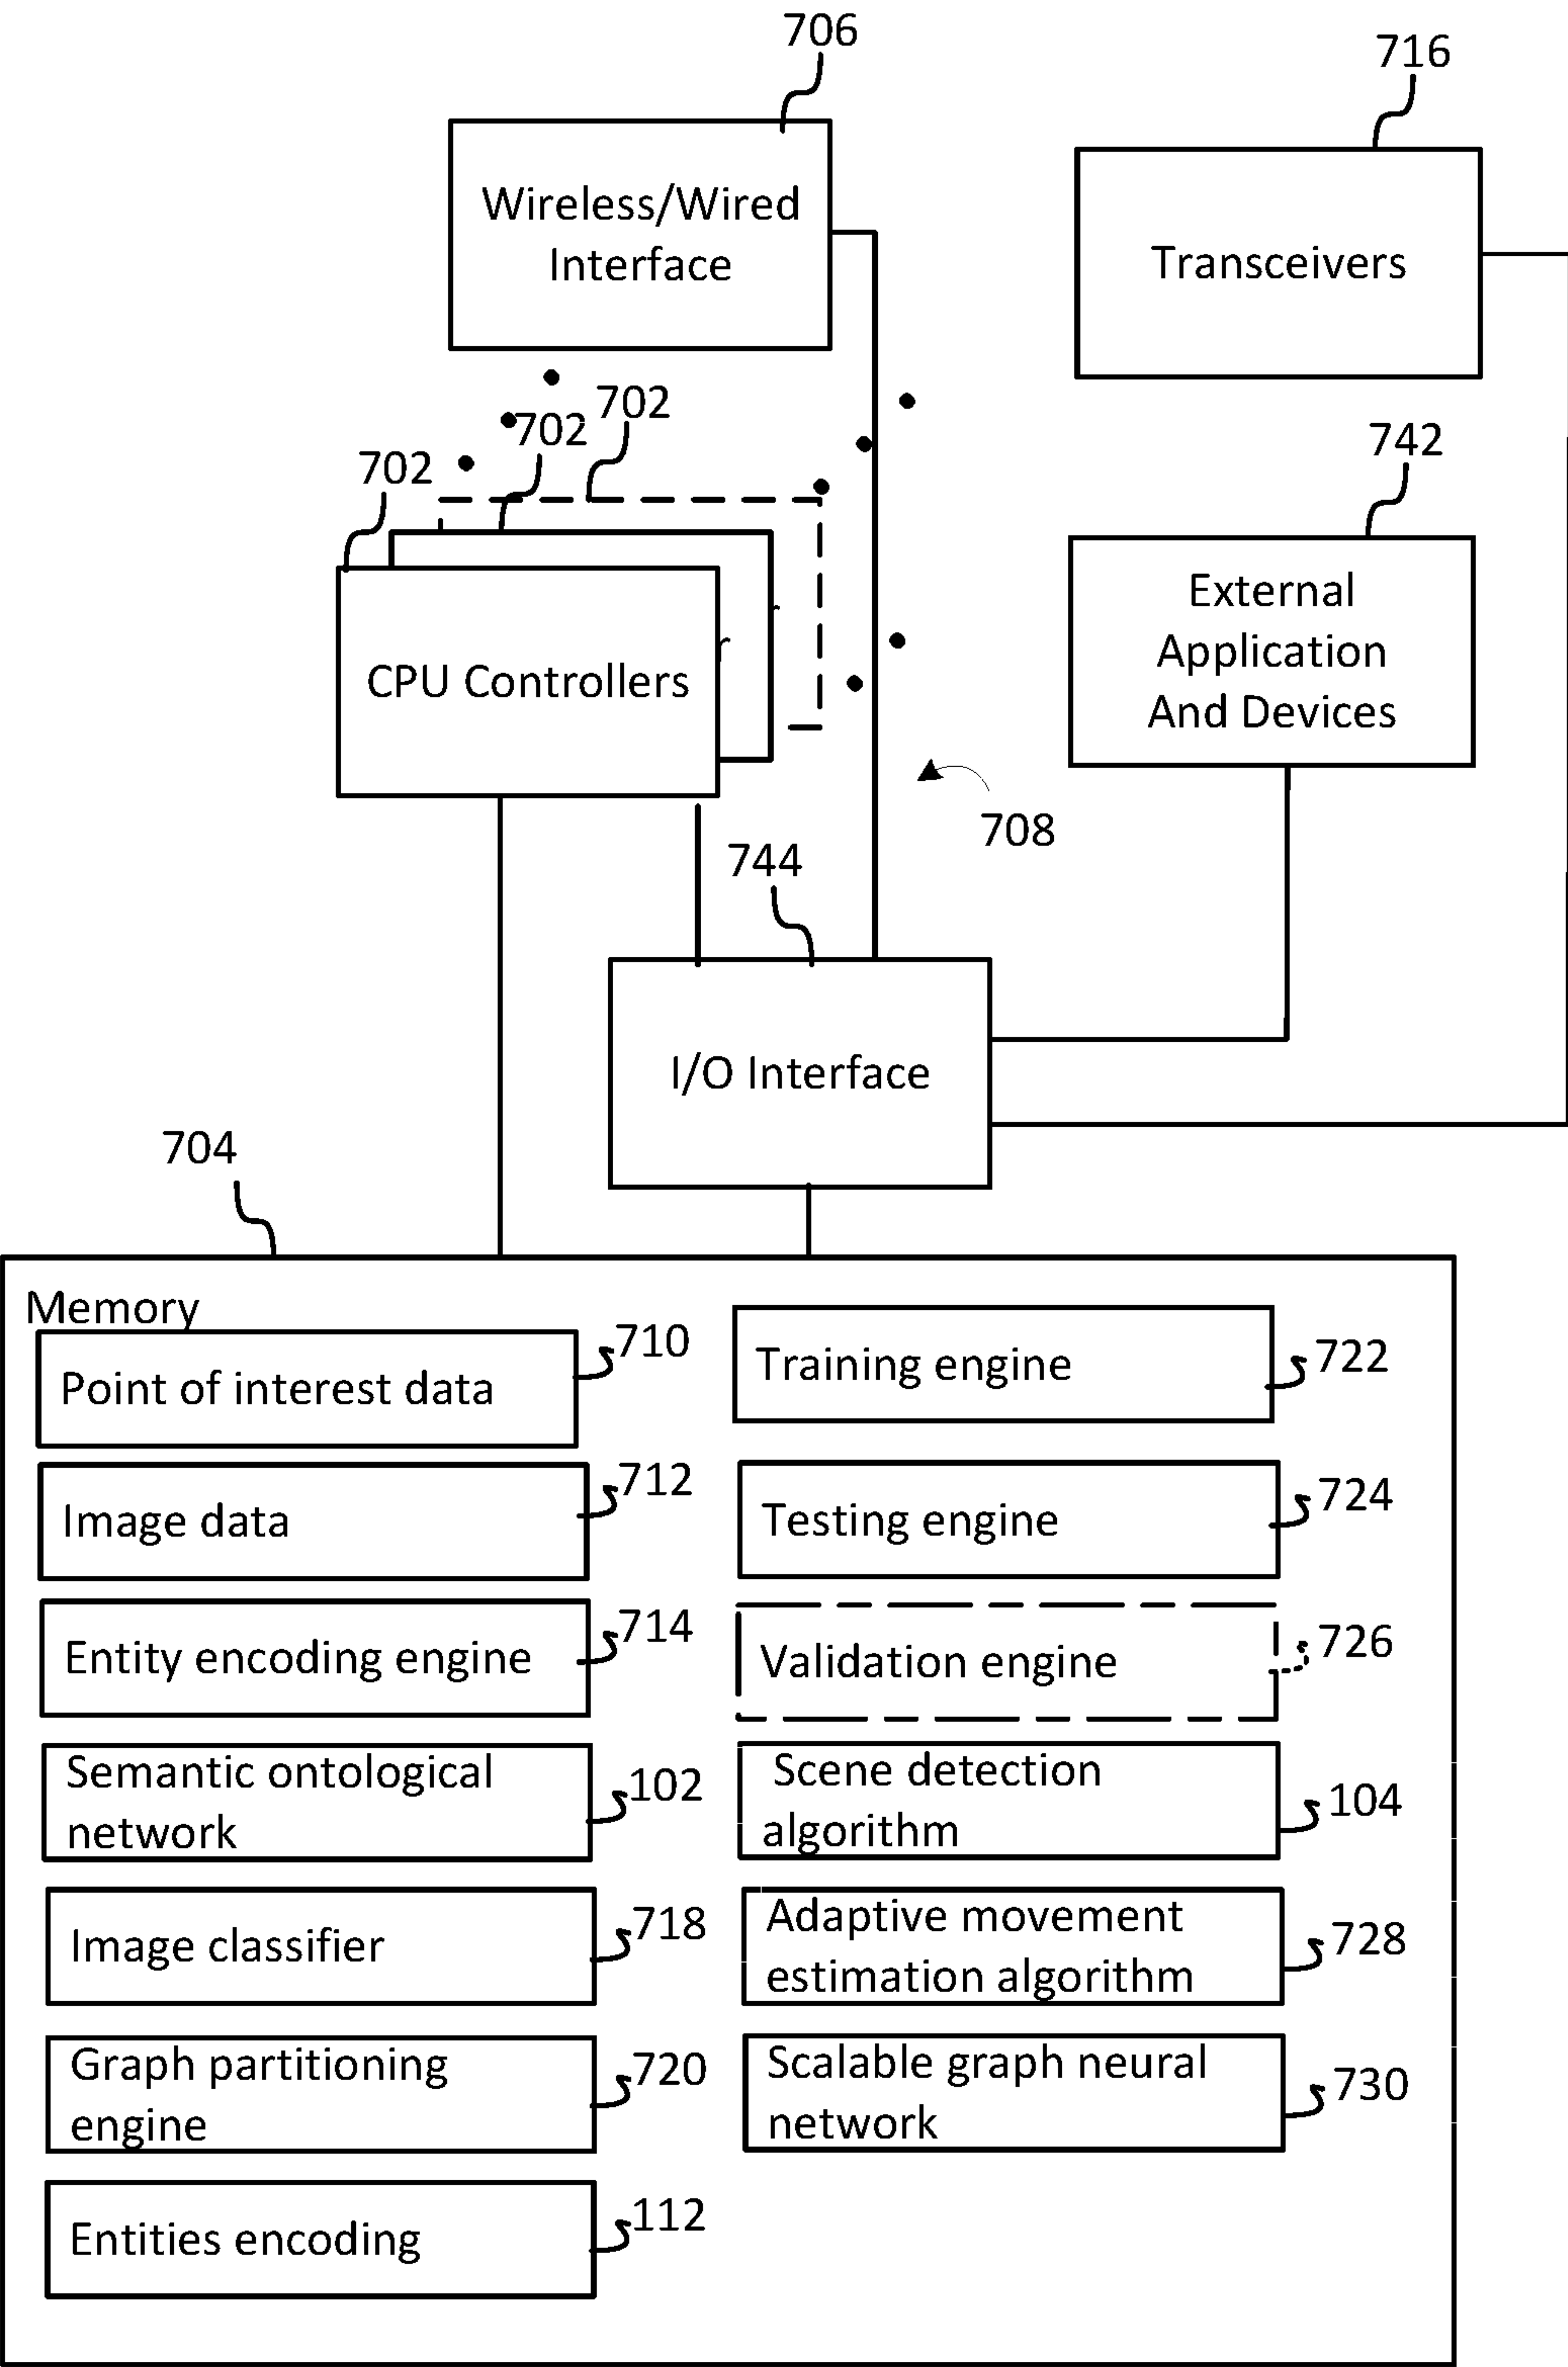 706
716
Wireless/Wired
Interface
Transceivers
702
702
702
742
CPU Controllers
External
Application
And Devices
708
744
I/O Interface
704
Memory
Point of interest data
710
Image data
712
Entity encoding engine
714
Semantic ontological
network
102
Image classifier
718
Graph partitioning
engine
720
Entities encoding
112
Training engine
722
Testing engine
724
Validation engine
726
Scene detection
algorithm
104
Adaptive movement
estimation algorithm
728
Scalable graph neural
network
730